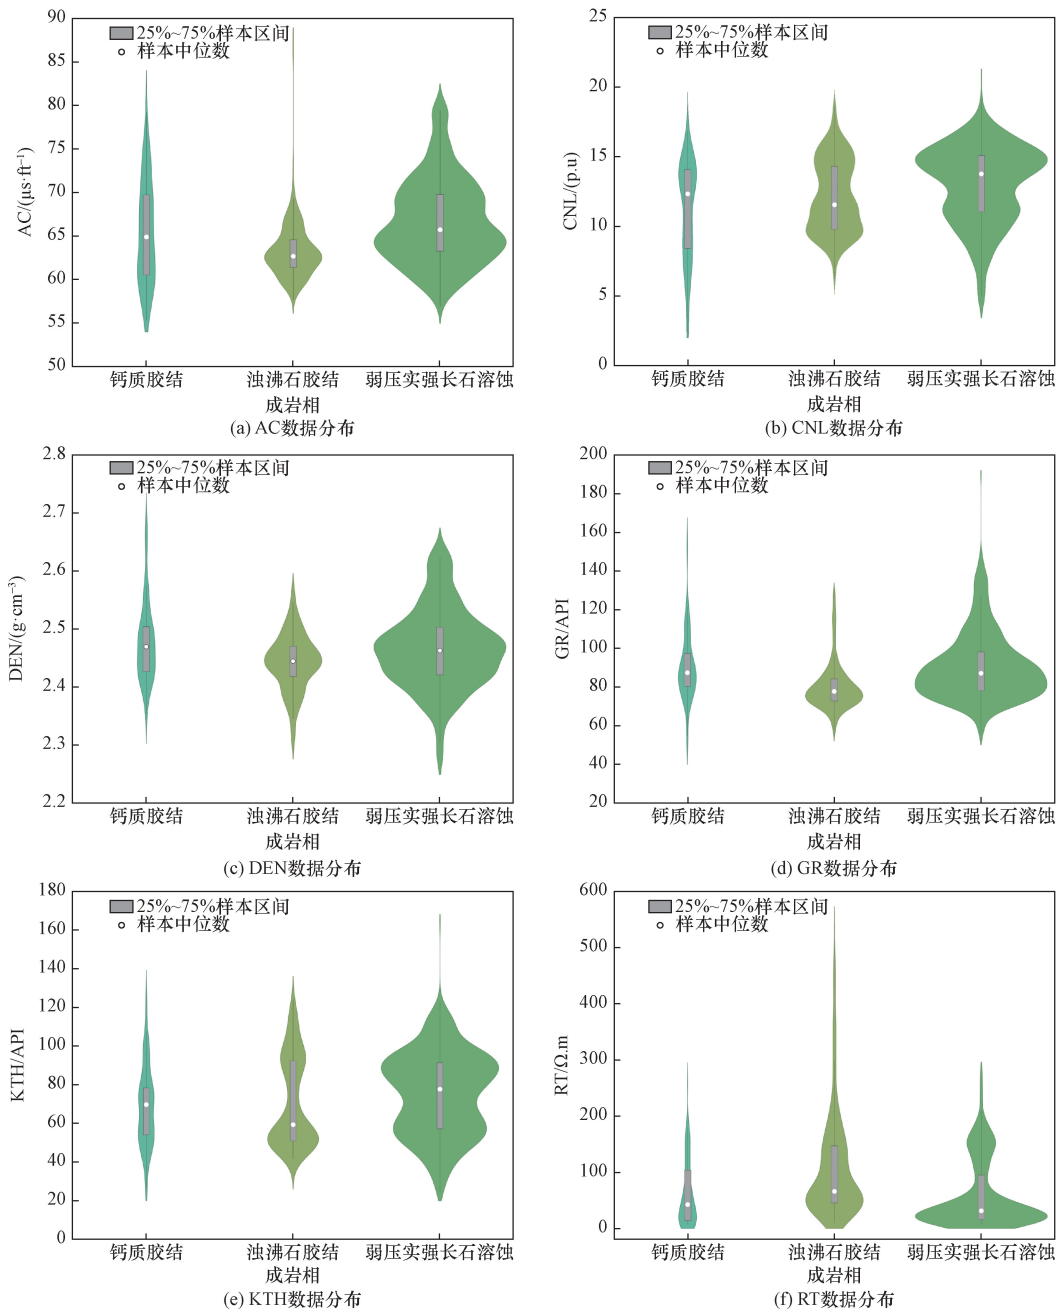 90
85
80
75
70
65
60
55
50
AC/(μs·ft⁻¹)
25%~75%样本区间
样本中位数
钙质胶结
浊沸石胶结
弱压实强长石溶蚀
成岩相
(a) AC数据分布
25
20
15
10
5
0
CNL/(p.u)
25%~75%样本区间
样本中位数
钙质胶结
浊沸石胶结
弱压实强长石溶蚀
成岩相
(b) CNL数据分布
2.8
2.7
2.6
2.5
2.4
2.3
2.2
DEN/(g·cm⁻³)
25%~75%样本区间
样本中位数
钙质胶结
浊沸石胶结
弱压实强长石溶蚀
成岩相
(c) DEN数据分布
200
180
160
140
120
100
80
60
40
20
GR/API
25%~75%样本区间
样本中位数
钙质胶结
浊沸石胶结
弱压实强长石溶蚀
成岩相
(d) GR数据分布
180
160
140
120
100
80
60
40
20
0
KTH/API
25%~75%样本区间
样本中位数
钙质胶结
浊沸石胶结
弱压实强长石溶蚀
成岩相
(e) KTH数据分布
600
500
400
300
200
100
0
RT/Ω.m
25%~75%样本区间
样本中位数
钙质胶结
浊沸石胶结
弱压实强长石溶蚀
成岩相
(f) RT数据分布